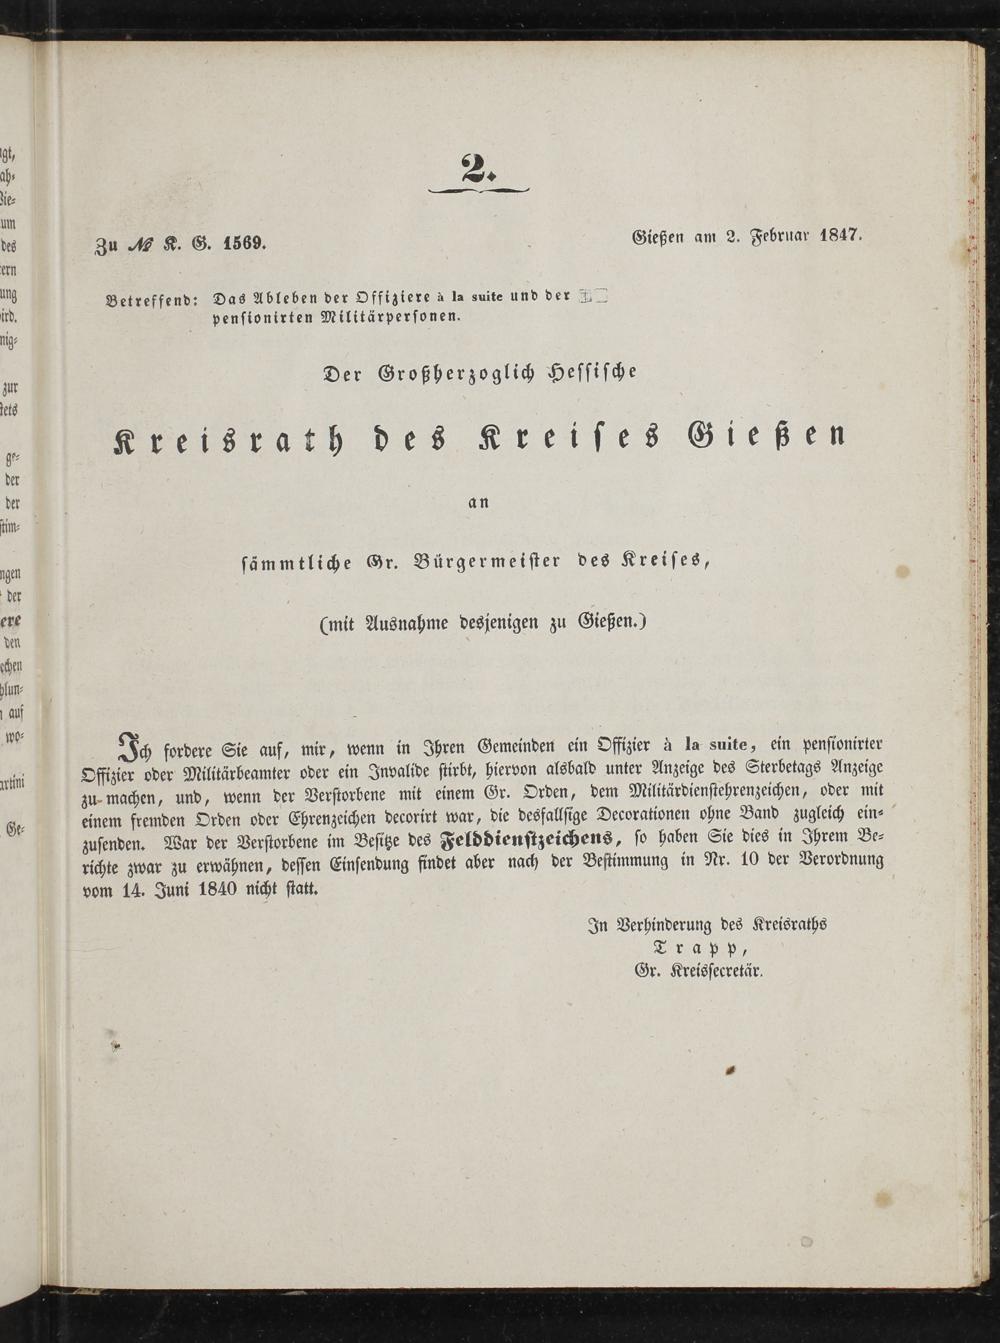 2.
Zu № K. G. 1569.
Gießen am 2. Februar 1847.
Betreffend: Das Ableben der Offiziere à la suite und der
pensionirten Militärpersonen.
Der Großherzoglich Hessische
Kreisrath des Kreises Gießen
an
sämmtliche Gr. Bürgermeister des Kreises,
(mit Ausnahme desjenigen zu Gießen.)
Ich fordere Sie auf, mir, wenn in Ihren Gemeinden ein Offizier à la suite, ein pensionirter
Offizier oder Militärbeamter oder ein Invalide stirbt, hiervon alsbald unter Anzeige des Sterbetags Anzeige
zu machen, und, wenn der Verstorbene mit einem Gr. Orden, dem Militärdienstehrenzeichen, oder mit
einem fremden Orden oder Ehrenzeichen decorirt war, die desfallsige Decorationen ohne Band zugleich ein-
zusenden. War der Verstorbene im Besitze des Felddienstzeichens, so haben Sie dies in Ihrem Be-
richte zwar zu erwähnen, dessen Einsendung findet aber nach der Bestimmung in Nr. 10 der Verordnung
vom 14. Juni 1840 nicht statt.
In Verhinderung des Kreisraths
Trapp,
Gr. Kreissecretär.